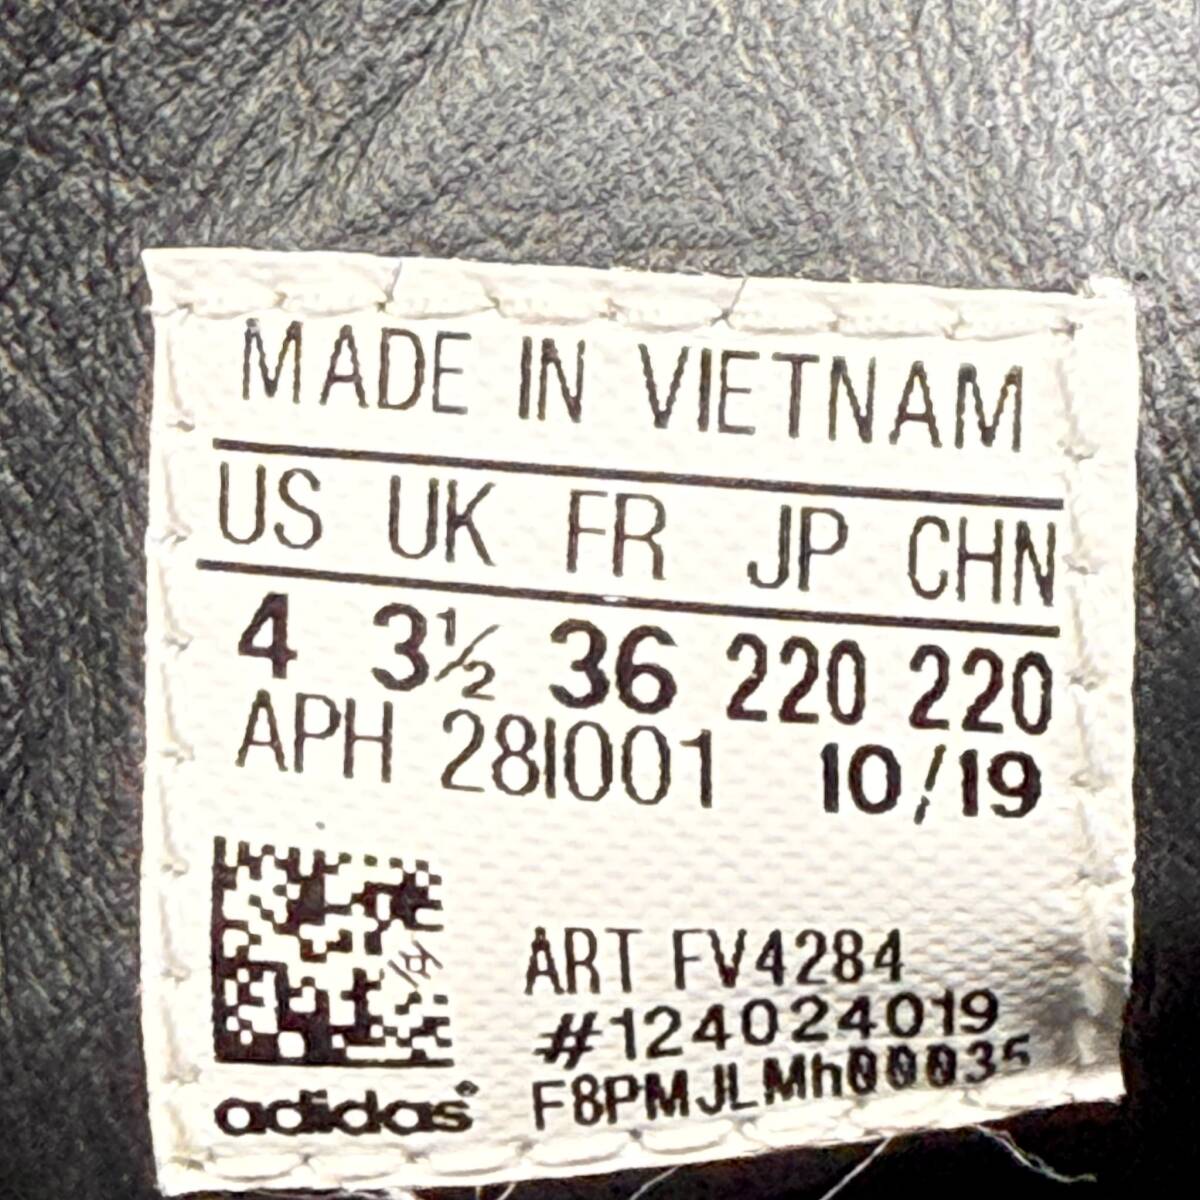 MADE IN VIETNAM
US UK FR JP CHN
4 3½ 36 220 220
APH 28I001 10/19
ART FV4284
#124024019
F8PMJLMh00035
adidas®